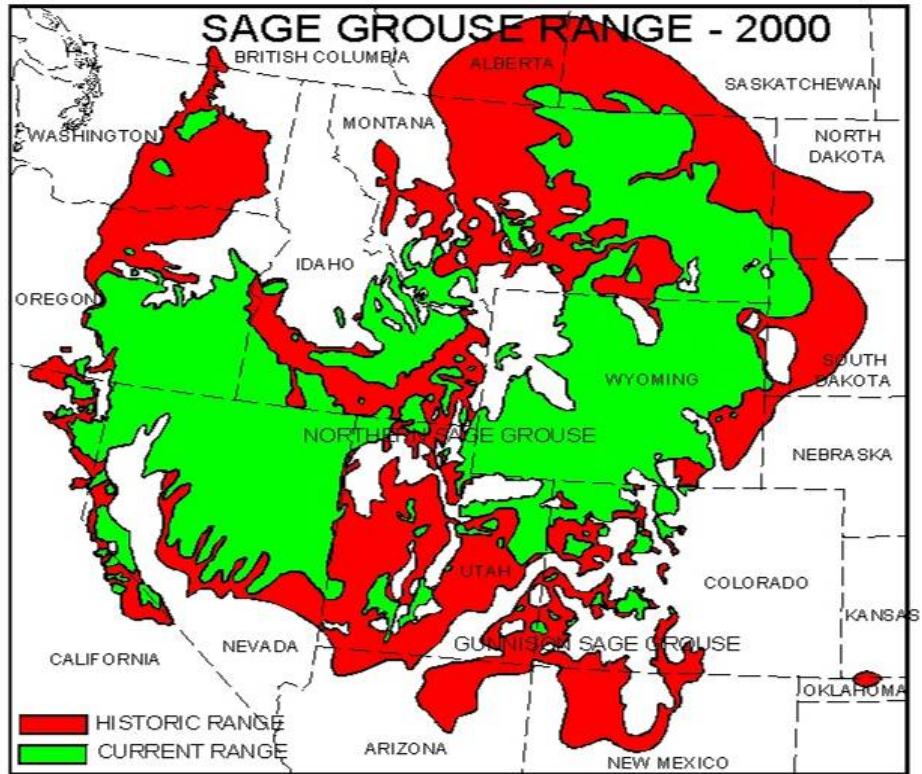 SAGE GROUSE RANGE - 2000
BRITISH COLUMBIA
ALBERTA
SASKATCHEWAN
WASHINGTON
MONTANA
NORTH
DAKOTA
IDAHO
OREGON
WYOMING
SOUTH
DAKOTA
NORTHERN SAGE GROUSE
NEBRASKA
UTAH
COLORADO
KANSAS
NEVADA
GUNNISON SAGE GROUSE
CALIFORNIA
OKLAHOMA
HISTORIC RANGE
CURRENT RANGE
ARIZONA
NEW MEXICO